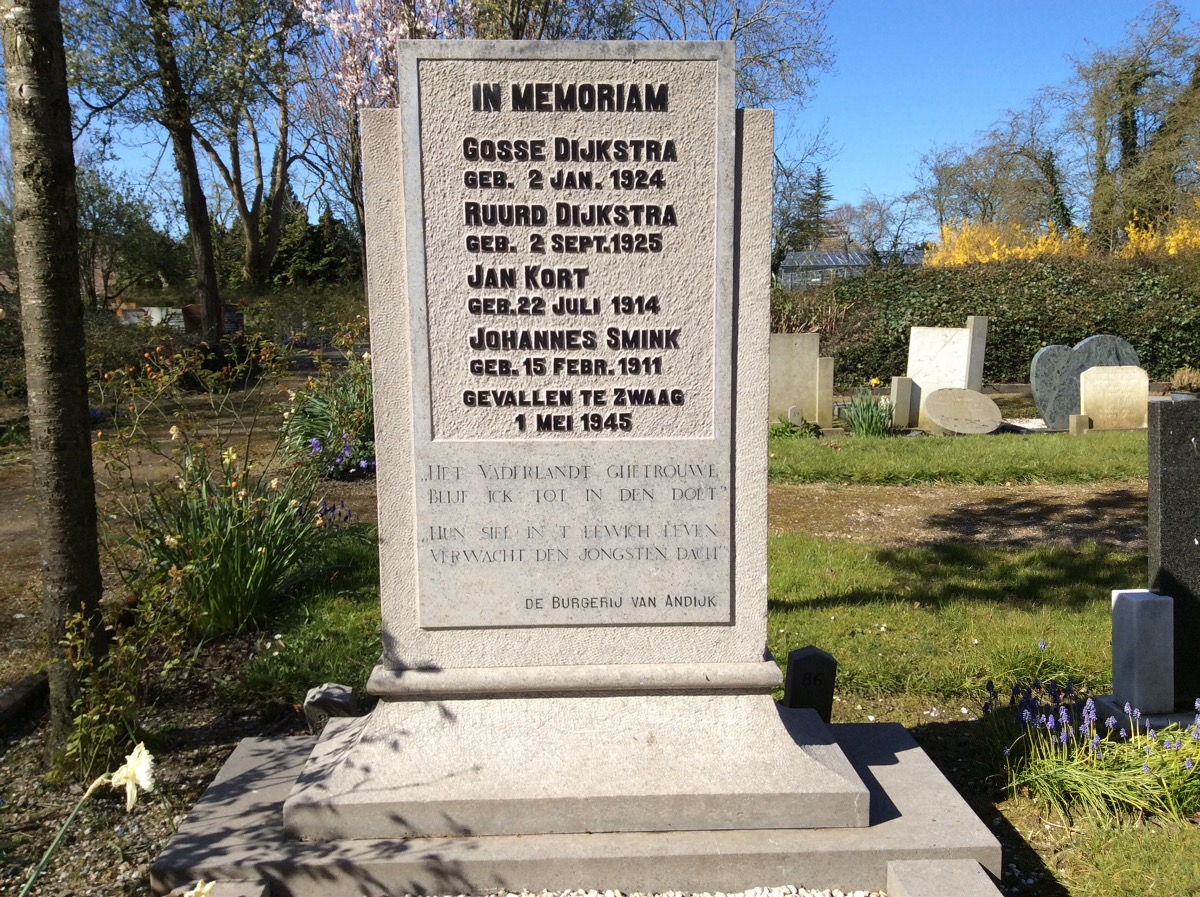 IN MEMORIAM
GOSSE DIJKSTRA
GEB. 2 JAN. 1924
RUURD DIJKSTRA
GEB. 2 SEPT. 1925
JAN KORT
GEB. 22 JULI 1914
JOHANNES SMINK
GEB. 15 FEBR. 1911
GEVALLEN TE ZWAAG
1 MEI 1945
„HET VADERLANDT GHETROUWE
BLIJF ICK TOT IN DEN DOET”
„HUN SIEL IN 'T EEWICH LEVEN
VERWACHT DEN JONGSTEN DACH”
DE BURGERIJ VAN ANDIJK
86